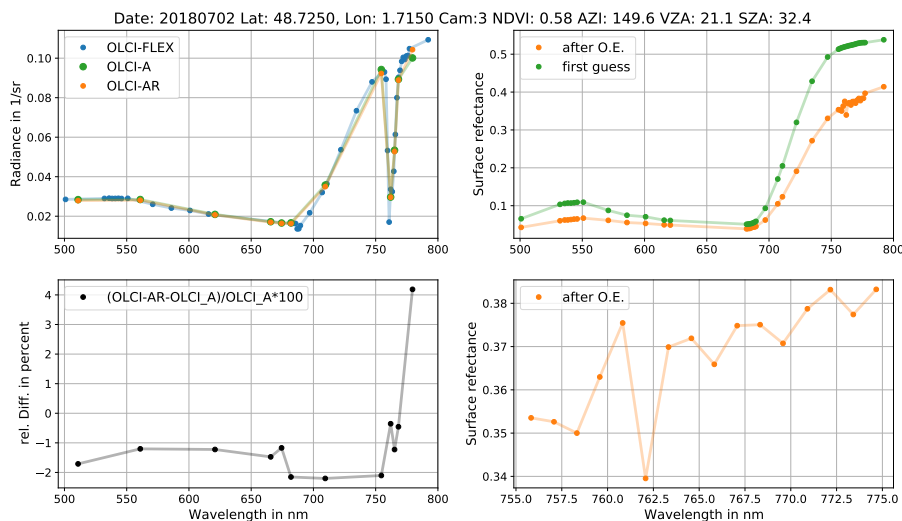 Date: 20180702 Lat: 48.7250, Lon: 1.7150 Cam:3 NDVI: 0.58 AZI: 149.6 VZA: 21.1 SZA: 32.4
Radiance in 1/sr
0.10
0.08
0.06
0.04
0.02
OLCI-FLEX
OLCI-A
OLCI-AR
500 550 600 650 700 750 800
Surface refectance
0.5
0.4
0.3
0.2
0.1
after O.E.
first guess
500 550 600 650 700 750 800
rel. Diff. in percent
4
3
2
1
0
−1
−2
(OLCI-AR-OLCI_A)/OLCI_A*100
500 550 600 650 700 750 800
Wavelength in nm
Surface refectance
0.38
0.37
0.36
0.35
0.34
after O.E.
755.0 757.5 760.0 762.5 765.0 767.5 770.0 772.5 775.0
Wavelength in nm